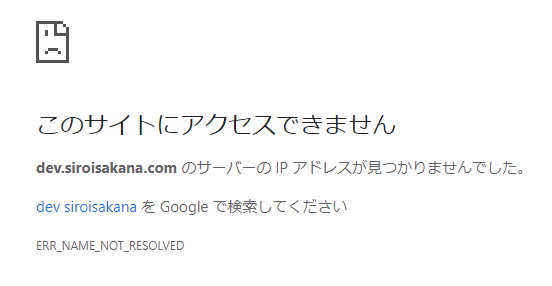 このサイトにアクセスできません
dev.siroisakana.com のサーバーの IP アドレスが見つかりませんでした。
dev siroisakana を Google で検索してください
ERR_NAME_NOT_RESOLVED